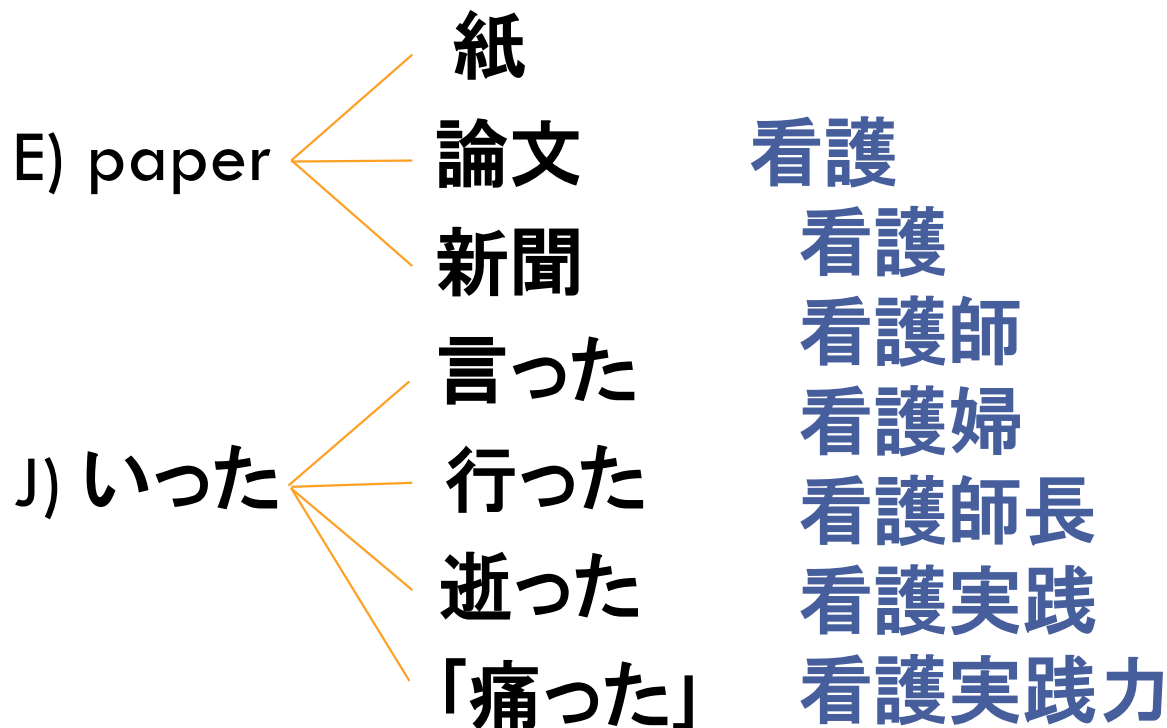 紙
E) paper
論文
新聞
言った
J) いった
行った
逝った
「痛った」
看護
看護
看護師
看護婦
看護師長
看護実践
看護実践力